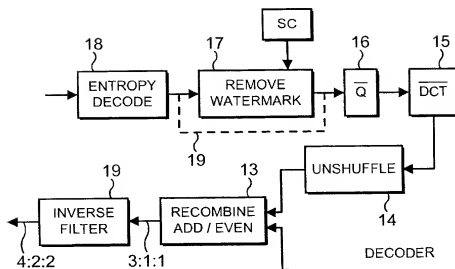 SC
18
17
16
15
ENTROPY
DECODE
REMOVE
WATERMARK
Q
DCT
19
UNSHUFFLE
14
19
13
INVERSE
FILTER
RECOMBINE
ADD / EVEN
4:2:2
3:1:1
DECODER